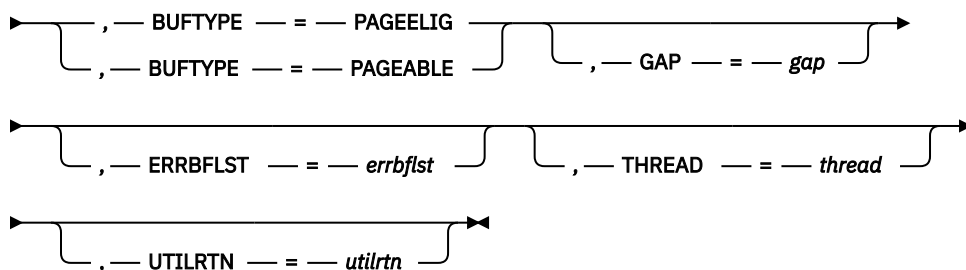 , BUFTYPE = PAGEELIG
, BUFTYPE = PAGEABLE
, GAP = gap
, ERRBFLST = errbflst
, THREAD = thread
. UTILRTN = utilrtn